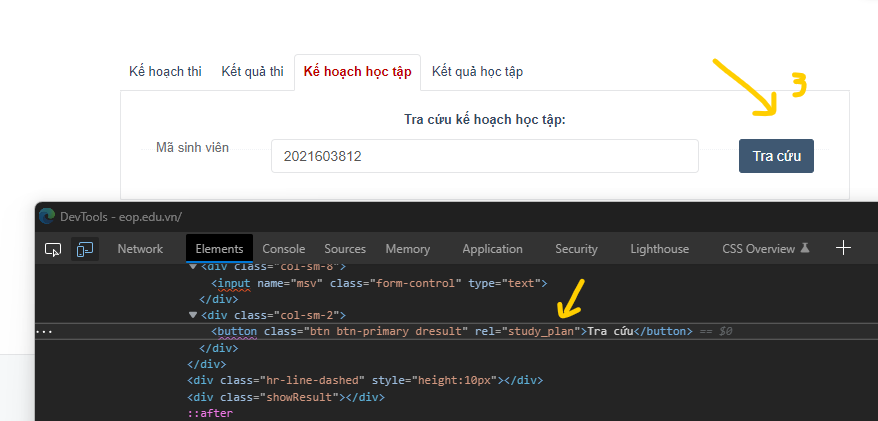 Kế hoạch thi Kết quả thi Kế hoạch học tập Kết quả học tập
3
Tra cứu kế hoạch học tập:
Mã sinh viên 2021603812 Tra cứu
DevTools - eop.edu.vn/
Network Elements Console Sources Memory Application Security Lighthouse CSS Overview
<div class="col-sm-8">
<input name="msv" class="form-control" type="text">
</div>
<div class="col-sm-2">
<button class="btn btn-primary dresult" rel="study_plan">Tra cứu</button> == $0
</div>
</div>
<div class="hr-line-dashed" style="height:10px"></div>
<div class="showResult"></div>
::after